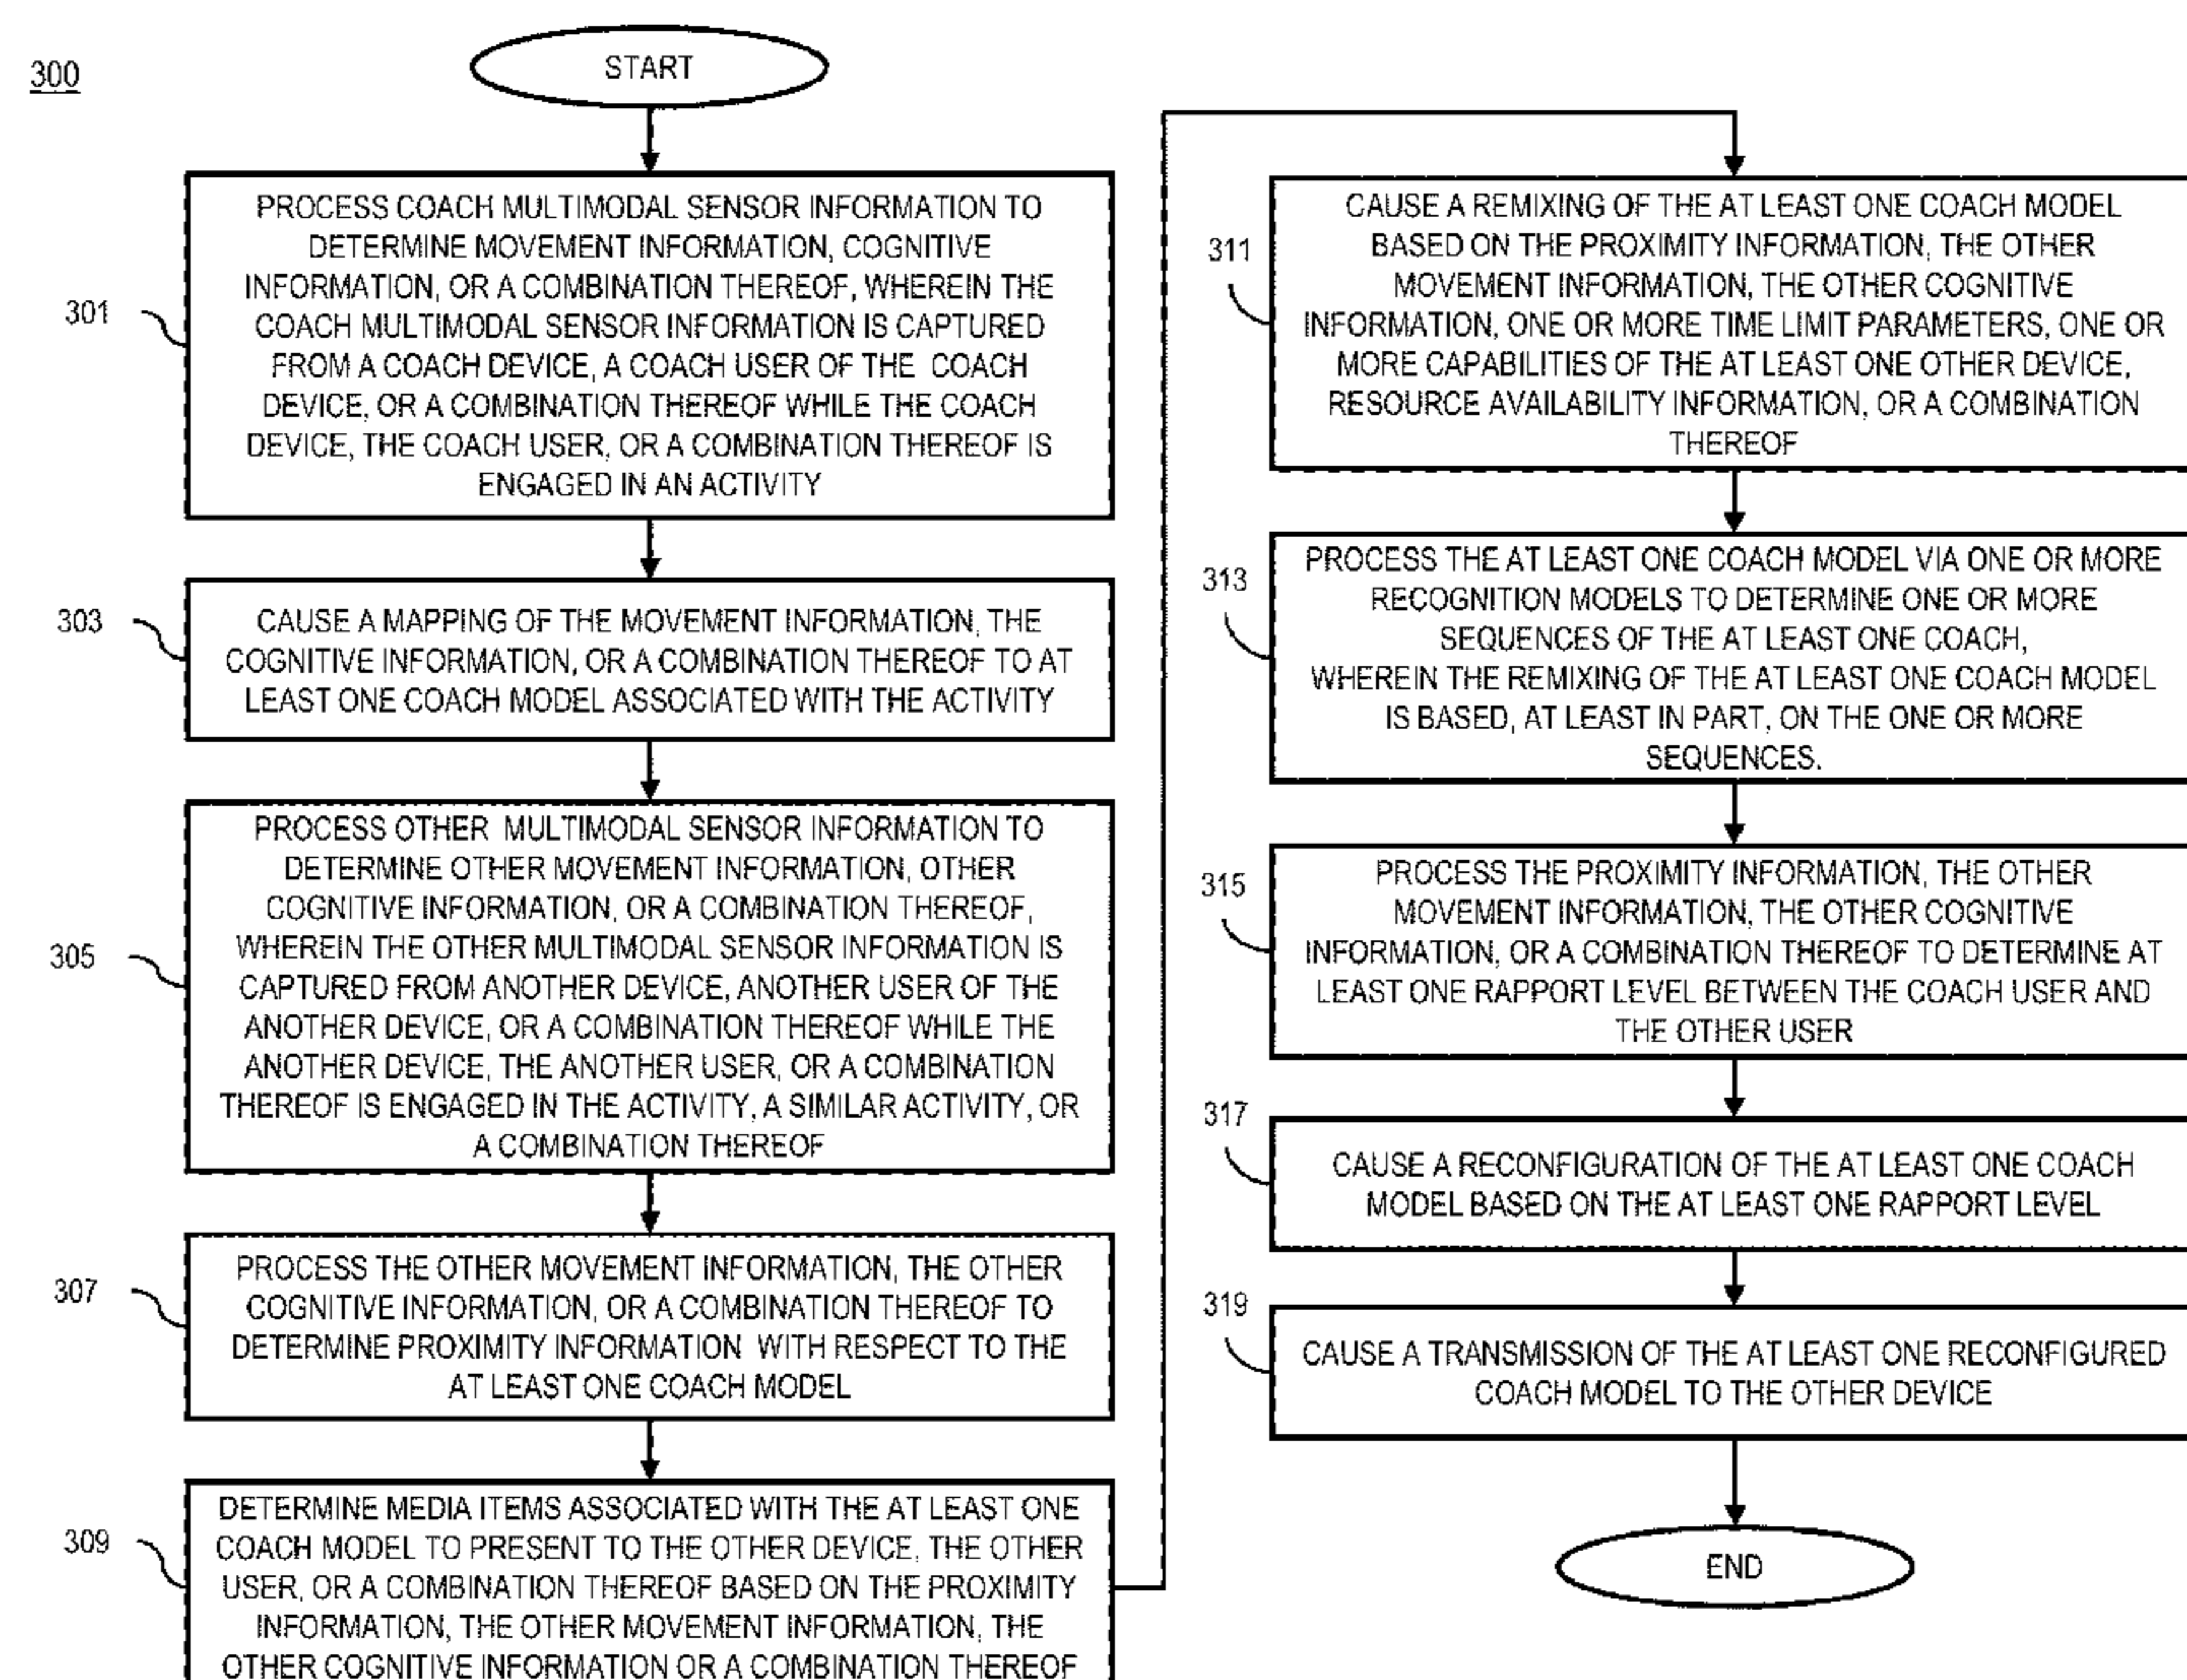 300
START
301
PROCESS COACH MULTIMODAL SENSOR INFORMATION TO
DETERMINE MOVEMENT INFORMATION, COGNITIVE
INFORMATION, OR A COMBINATION THEREOF, WHEREIN THE
COACH MULTIMODAL SENSOR INFORMATION IS CAPTURED
FROM A COACH DEVICE, A COACH USER OF THE COACH
DEVICE, OR A COMBINATION THEREOF WHILE THE COACH
DEVICE, THE COACH USER, OR A COMBINATION THEREOF IS
ENGAGED IN AN ACTIVITY
303
CAUSE A MAPPING OF THE MOVEMENT INFORMATION, THE
COGNITIVE INFORMATION, OR A COMBINATION THEREOF TO AT
LEAST ONE COACH MODEL ASSOCIATED WITH THE ACTIVITY
305
PROCESS OTHER MULTIMODAL SENSOR INFORMATION TO
DETERMINE OTHER MOVEMENT INFORMATION, OTHER
COGNITIVE INFORMATION, OR A COMBINATION THEREOF,
WHEREIN THE OTHER MULTIMODAL SENSOR INFORMATION IS
CAPTURED FROM ANOTHER DEVICE, ANOTHER USER OF THE
ANOTHER DEVICE, OR A COMBINATION THEREOF WHILE THE
ANOTHER DEVICE, THE ANOTHER USER, OR A COMBINATION
THEREOF IS ENGAGED IN THE ACTIVITY, A SIMILAR ACTIVITY, OR
A COMBINATION THEREOF
307
PROCESS THE OTHER MOVEMENT INFORMATION, THE OTHER
COGNITIVE INFORMATION, OR A COMBINATION THEREOF TO
DETERMINE PROXIMITY INFORMATION WITH RESPECT TO THE
AT LEAST ONE COACH MODEL
309
DETERMINE MEDIA ITEMS ASSOCIATED WITH THE AT LEAST ONE
COACH MODEL TO PRESENT TO THE OTHER DEVICE, THE OTHER
USER, OR A COMBINATION THEREOF BASED ON THE PROXIMITY
INFORMATION, THE OTHER MOVEMENT INFORMATION, THE
OTHER COGNITIVE INFORMATION OR A COMBINATION THEREOF
311
CAUSE A REMIXING OF THE AT LEAST ONE COACH MODEL
BASED ON THE PROXIMITY INFORMATION, THE OTHER
MOVEMENT INFORMATION, THE OTHER COGNITIVE
INFORMATION, ONE OR MORE TIME LIMIT PARAMETERS, ONE OR
MORE CAPABILITIES OF THE AT LEAST ONE OTHER DEVICE,
RESOURCE AVAILABILITY INFORMATION, OR A COMBINATION
THEREOF
313
PROCESS THE AT LEAST ONE COACH MODEL VIA ONE OR MORE
RECOGNITION MODELS TO DETERMINE ONE OR MORE
SEQUENCES OF THE AT LEAST ONE COACH,
WHEREIN THE REMIXING OF THE AT LEAST ONE COACH MODEL
IS BASED, AT LEAST IN PART, ON THE ONE OR MORE
SEQUENCES.
315
PROCESS THE PROXIMITY INFORMATION, THE OTHER
MOVEMENT INFORMATION, THE OTHER COGNITIVE
INFORMATION, OR A COMBINATION THEREOF TO DETERMINE AT
LEAST ONE RAPPORT LEVEL BETWEEN THE COACH USER AND
THE OTHER USER
317
CAUSE A RECONFIGURATION OF THE AT LEAST ONE COACH
MODEL BASED ON THE AT LEAST ONE RAPPORT LEVEL
319
CAUSE A TRANSMISSION OF THE AT LEAST ONE RECONFIGURED
COACH MODEL TO THE OTHER DEVICE
END